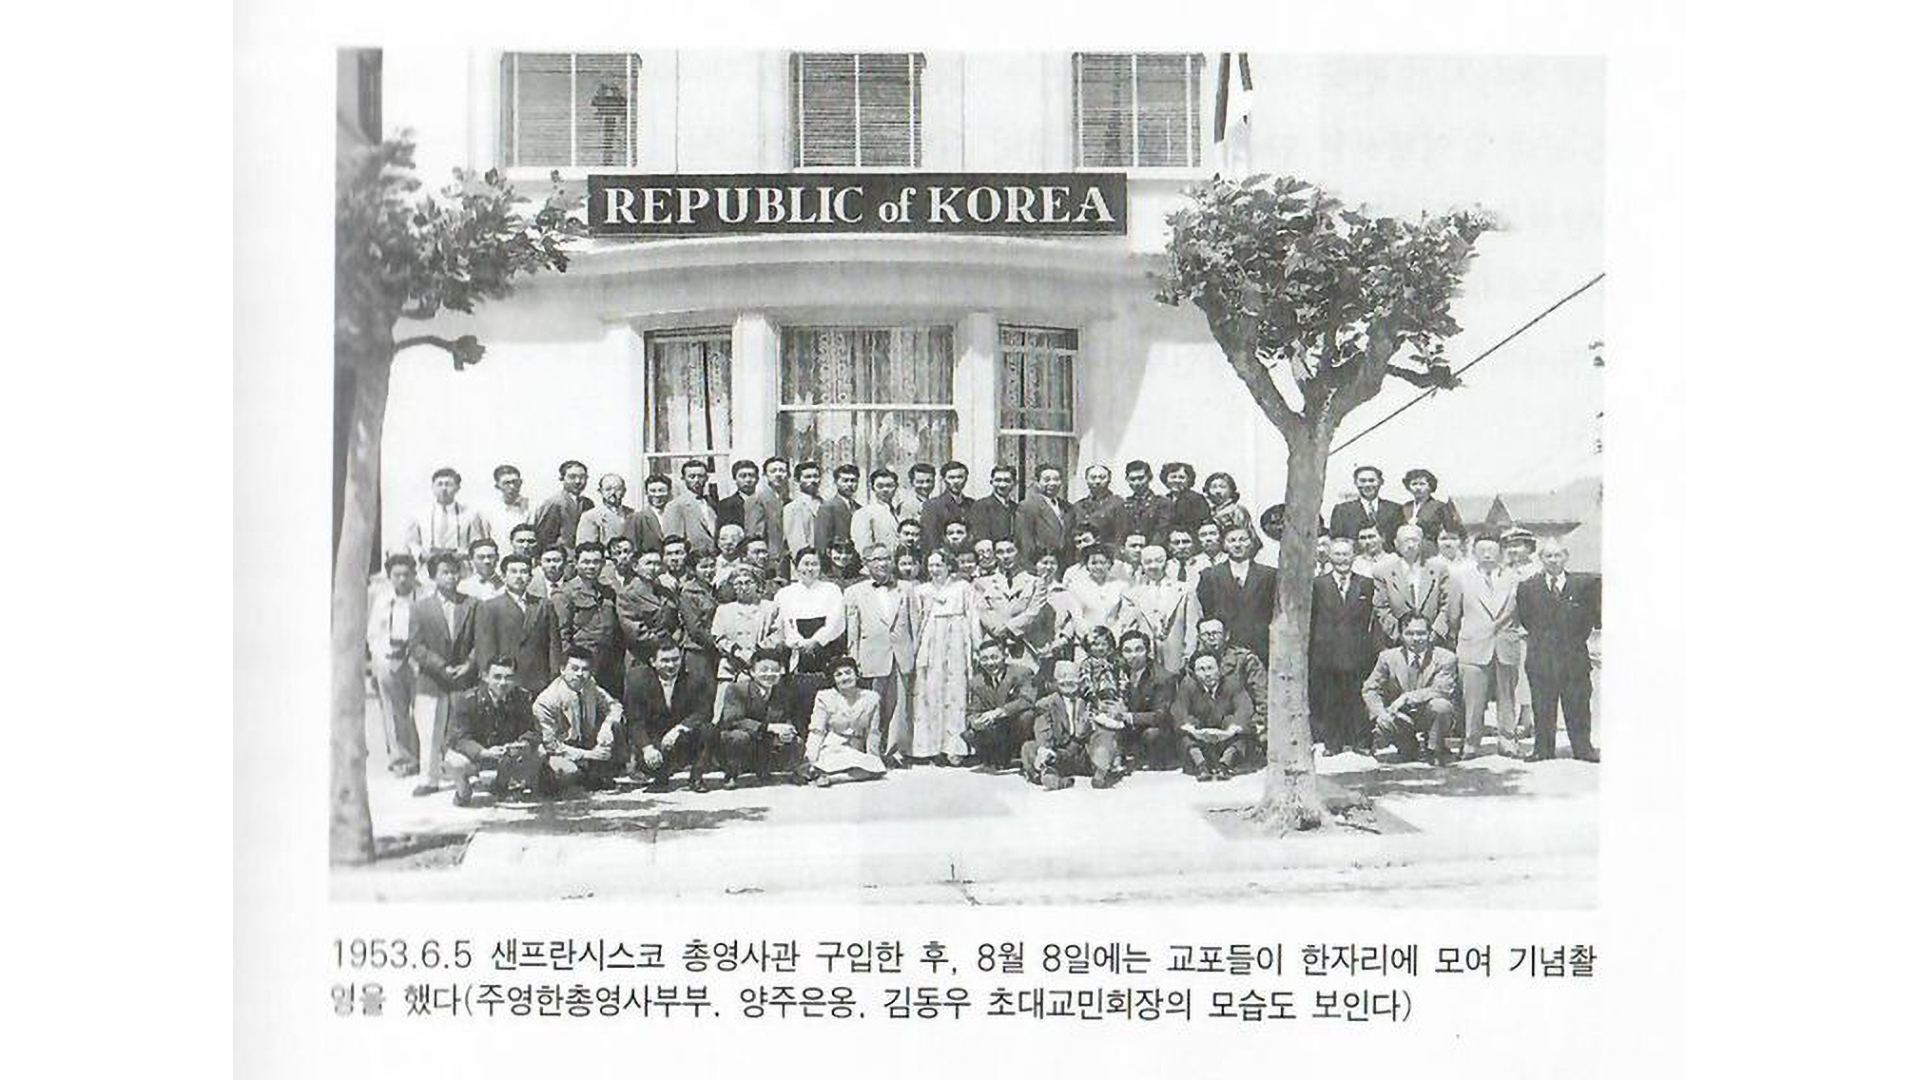 REPUBLIC of KOREA
1953.6.5 샌프란시스코 총영사관 구입한 후, 8월 8일에는 교포들이 한자리에 모여 기념촬
영을 했다(주영한총영사부부. 양주은옹. 김동우 초대교민회장의 모습도 보인다)